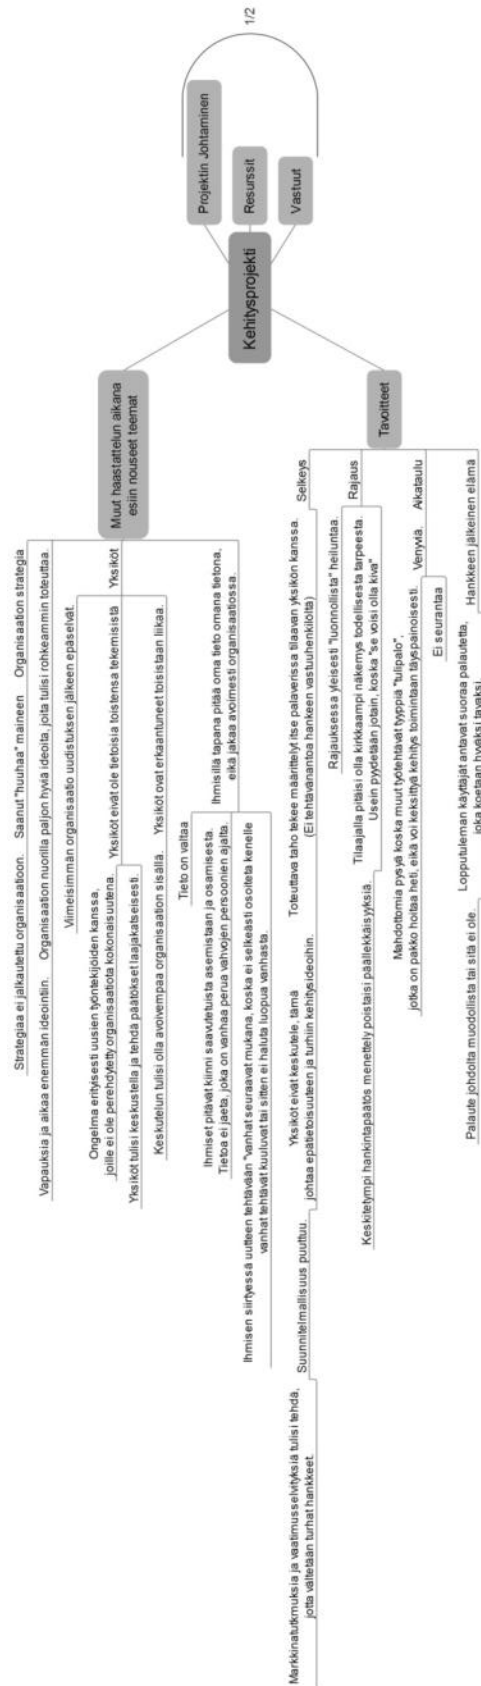 1/2
Projektin Johtaminen
Resurssit
Vastuut
Kehitysprojekti
Muut haastattelun aikana
esiin nouseet teemat
Organisaation strategia
Saanut "huuhaa" maineen
Strategiaa ei jalkautettu organisaatioon.
Organisaation nuorilla paljon hyviä ideoita, joita tulisi rohkeammin toteuttaa.
Vapauksia ja aikaa enemmän ideointiin.
Yksiköt
Viimeisimmän organisaatio uudistuksen jälkeen epäselvät.
Yksiköt eivät ole tietoisia toistensa tekemisistä
Ongelma erityisesti uusien työntekijöiden kanssa,
joille ei ole perehdytetty organisaatiota kokonaisuutena.
Yksiköt tulisi keskustella ja tehdä päätökset laajakatseisesti.
Yksiköt ovat erkaantuneet toisistaan liikaa.
Keskutelun tulisi olla avoivempaa organisaation sisällä.
Ihmisillä tapana pitää oma tieto omana tietona,
eikä jakaa avoimesti organisaatiossa.
Tieto on valtaa
Ihmiset pitävät kiinni saavutetuista asemistaan ja osamisesta.
Tietoa ei jaeta, joka on vanhaa perua vahvojen persoonien ajalta.
Ihmisen siirtyessä uutteen tehtävään "vanhat seuraavat mukana, koska ei selkeästi osoiteta kenelle
vanhat tehtävät kuuluvat tai sitten ei haluta luopua vanhasta.
Tavoitteet
Selkeys
Toteuttava taho tekee määrittelyt itse palaverissa tilaavan yksikön kanssa.
(Ei tehtävänantoa hankeen vastuuhenkilöltä)
Yksiköt eivät keskutele, tämä
johtaa epätietoisuuteen ja turhiin kehitysideoihin.
Suunnitelmallisuus puuttuu.
Markkinatutkmuksia ja vaatimusselvityksiä tulisi tehdä,
jotta vältetään turhat hankkeet.
Rajaus
Rajauksessa yleisesti "luonnollista" heiluntaa.
Tilaajalla pitäisi olla kirkkaampi näkemys todellisesta tarpeesta.
Usein pyydetään jotain, koska "se voisi olla kiva"
Keskitetympi hankintapäätös menettely poistaisi päällekkäisyyksiä.
Aikataulu
Venyviä.
Mahdottomia pysyä koska muut työtehtävät tyyppiä "tulipalo",
jotka on pakko hoitaa heti, eikä voi keksittyä kehitys toimintaan täyspainoisesti.
Ei seurantaa
Hankkeen jälkeinen elämä
Lopputuleman käyttäjät antavat suoraa palautetta,
joka koetaan hyväksi tavaksi
Palaute johdolta muodollista tai sitä ei ole.